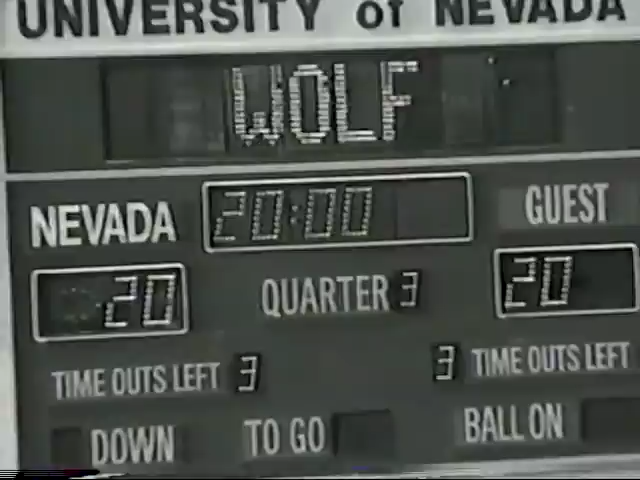 UNIVERSITY of NEVADA
WOLF
NEVADA 20:00 GUEST
20 QUARTER 3 20
TIME OUTS LEFT 3 3 TIME OUTS LEFT
DOWN TO GO BALL ON